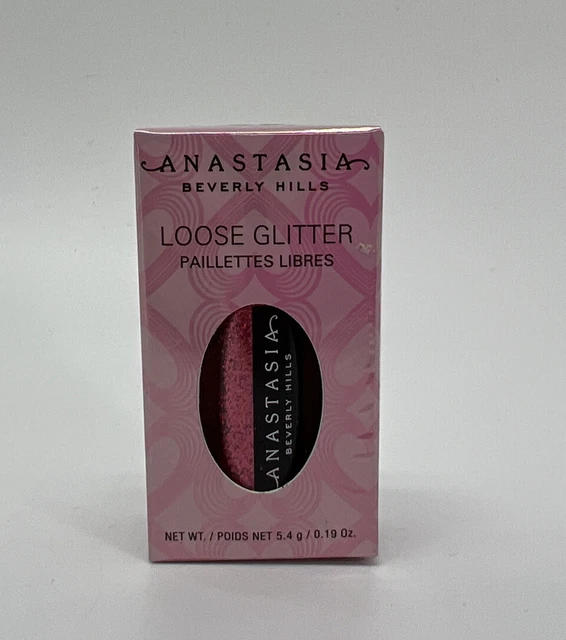 ANASTASIA
BEVERLY HILLS
LOOSE GLITTER
PAILLETTES LIBRES
ANASTASIA
BEVERLY HILLS
NET WT. / POIDS NET 5.4 g / 0.19 Oz.